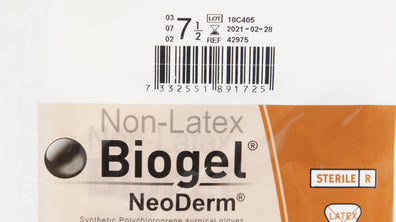 03 LOT 18C405
07 7 1/2 2021-02-28
02 REF 42975
7 332551 891725
Non-Latex
Biogel®
NeoDerm®
Synthetic Polychloroprene surgical gloves
STERILE R
LATEX